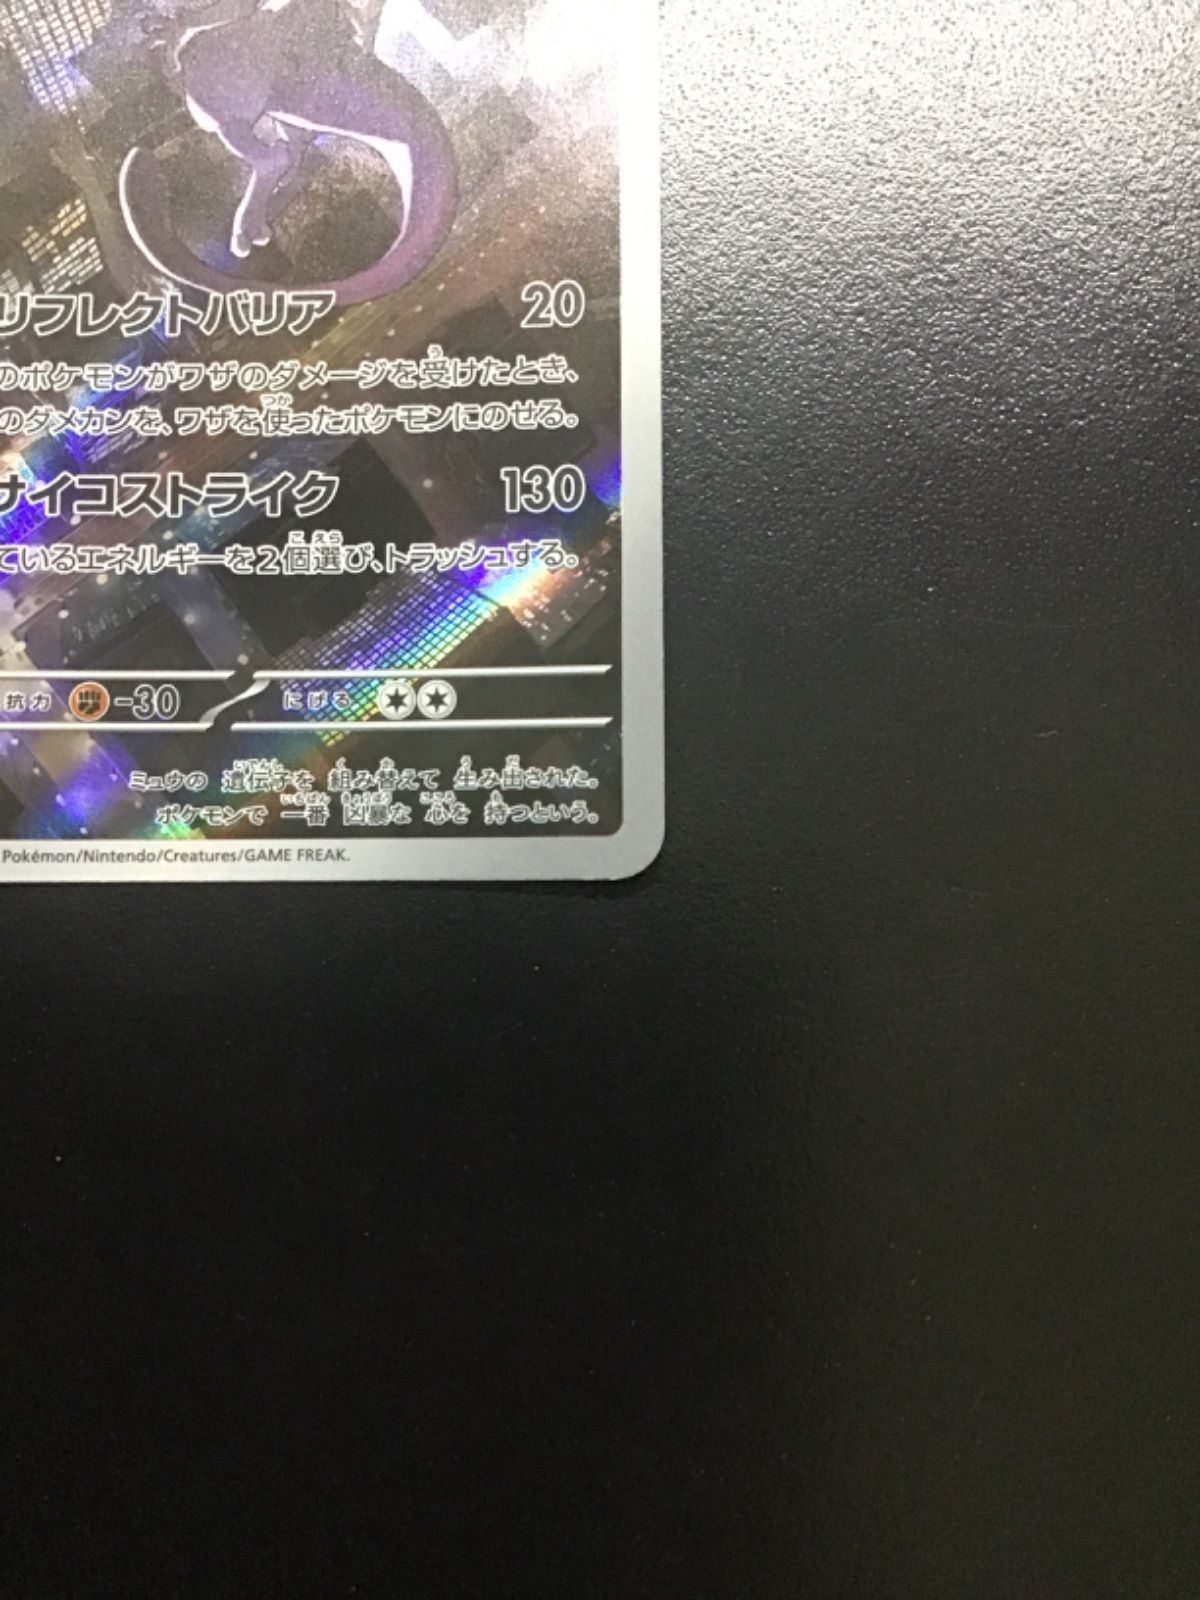 リフレクトバリア 20
のポケモンがワザのダメージを受けたとき、
のダメカンを、ワザを使ったポケモンにのせる。
サイコストライク 130
ているエネルギーを2個選び、トラッシュする。
抗力 -30 にげる
ミュウの 遺伝子を 組み替えて 生み出された。
ポケモンで 一番 凶暴な 心を 持つという。
Pokémon/Nintendo/Creatures/GAME FREAK.